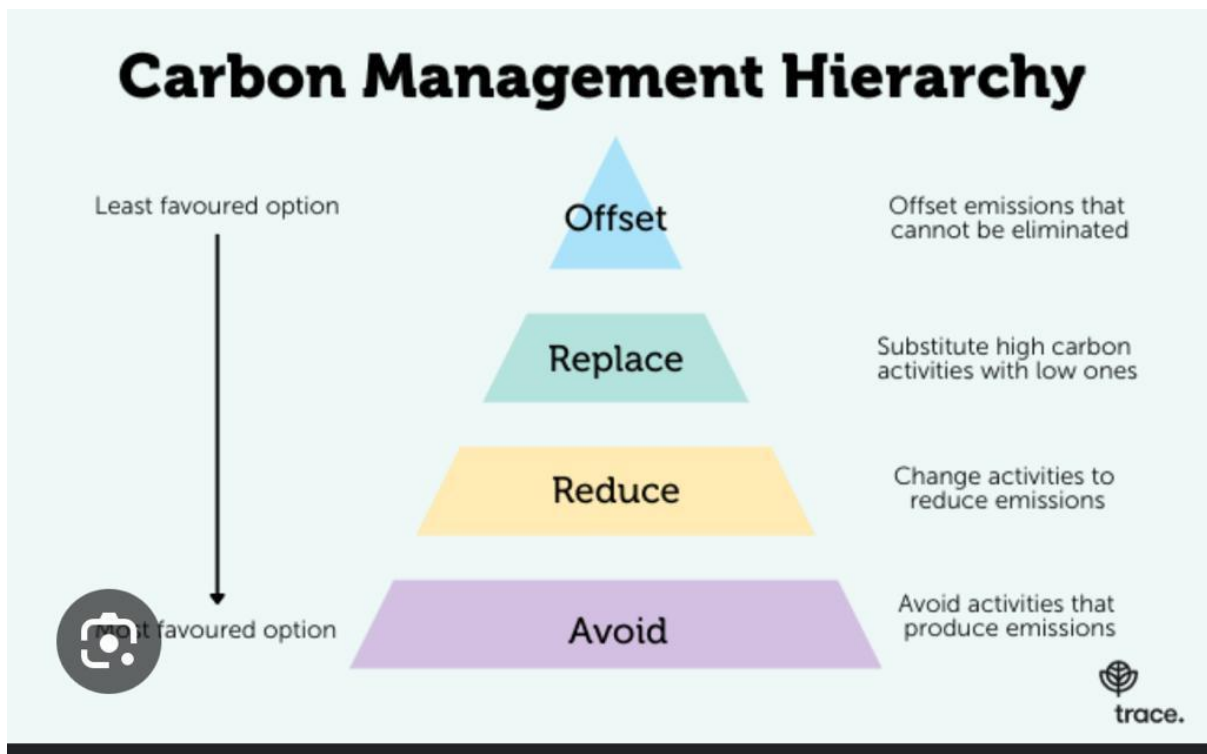 Carbon Management Hierarchy
Least favoured option
Offset
Offset emissions that
cannot be eliminated
Replace
Substitute high carbon
activities with low ones
Reduce
Change activities to
reduce emissions
Most favoured option
Avoid
Avoid activities that
produce emissions
trace.